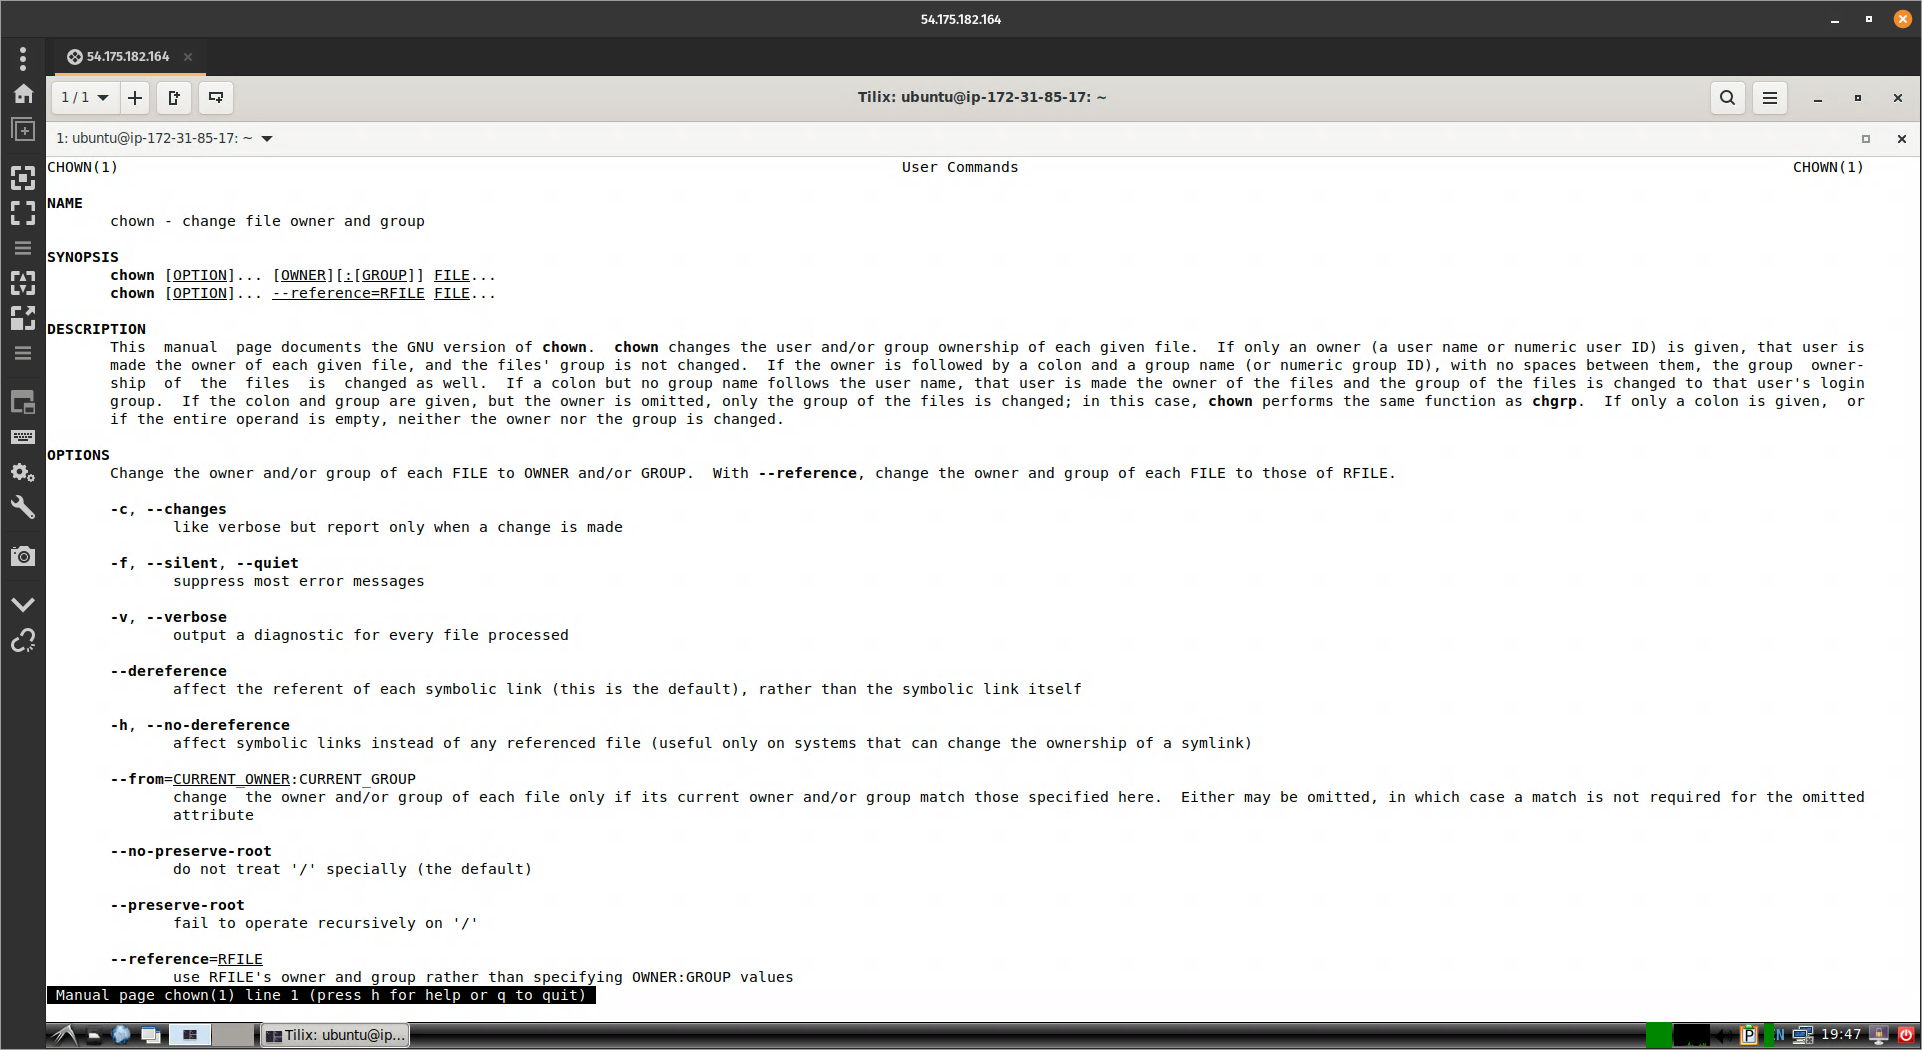 54.175.182.164
54.175.182.164
1 / 1
Tilix: ubuntu@ip-172-31-85-17: ~
1: ubuntu@ip-172-31-85-17: ~
CHOWN(1) User Commands CHOWN(1)
NAME
chown - change file owner and group
SYNOPSIS
chown [OPTION]... [OWNER][:[GROUP]] FILE...
chown [OPTION]... --reference=RFILE FILE...
DESCRIPTION
This manual page documents the GNU version of chown. chown changes the user and/or group ownership of each given file. If only an owner (a user name or numeric user ID) is given, that user is
made the owner of each given file, and the files' group is not changed. If the owner is followed by a colon and a group name (or numeric group ID), with no spaces between them, the group owner-
ship of the files is changed as well. If a colon but no group name follows the user name, that user is made the owner of the files and the group of the files is changed to that user's login
group. If the colon and group are given, but the owner is omitted, only the group of the files is changed; in this case, chown performs the same function as chgrp. If only a colon is given, or
if the entire operand is empty, neither the owner nor the group is changed.
OPTIONS
Change the owner and/or group of each FILE to OWNER and/or GROUP. With --reference, change the owner and group of each FILE to those of RFILE.
-c, --changes
like verbose but report only when a change is made
-f, --silent, --quiet
suppress most error messages
-v, --verbose
output a diagnostic for every file processed
--dereference
affect the referent of each symbolic link (this is the default), rather than the symbolic link itself
-h, --no-dereference
affect symbolic links instead of any referenced file (useful only on systems that can change the ownership of a symlink)
--from=CURRENT_OWNER:CURRENT_GROUP
change the owner and/or group of each file only if its current owner and/or group match those specified here. Either may be omitted, in which case a match is not required for the omitted
attribute
--no-preserve-root
do not treat '/' specially (the default)
--preserve-root
fail to operate recursively on '/'
--reference=RFILE
use RFILE's owner and group rather than specifying OWNER:GROUP values
Manual page chown(1) line 1 (press h for help or q to quit)
Tilix: ubuntu@ip... P 19:47